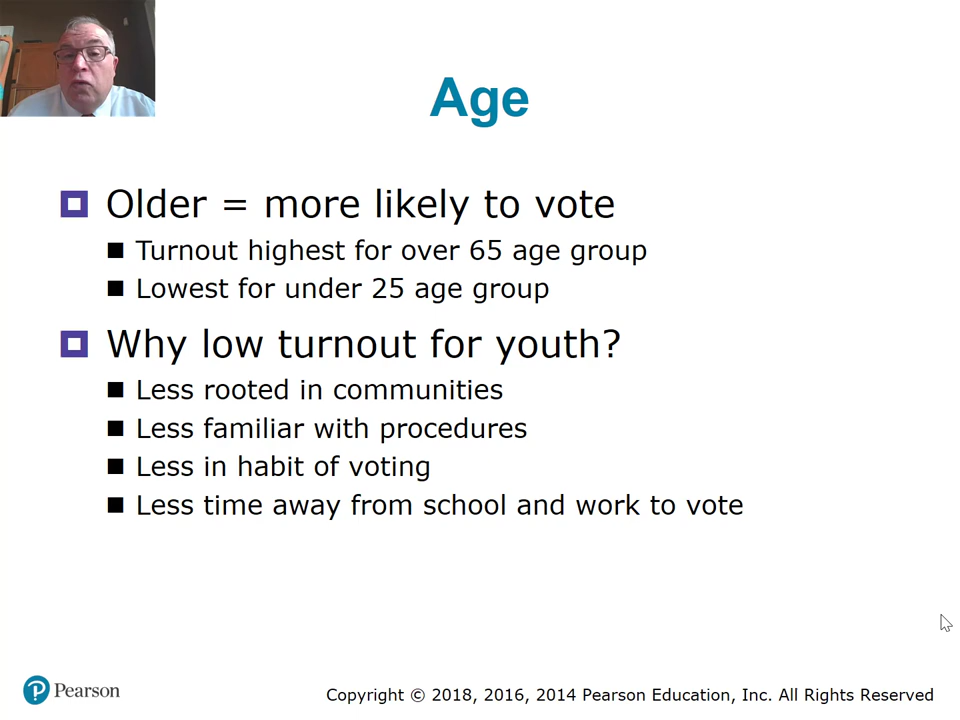 Age
Older = more likely to vote
Turnout highest for over 65 age group
Lowest for under 25 age group
Why low turnout for youth?
Less rooted in communities
Less familiar with procedures
Less in habit of voting
Less time away from school and work to vote
Pearson
Copyright © 2018, 2016, 2014 Pearson Education, Inc. All Rights Reserved